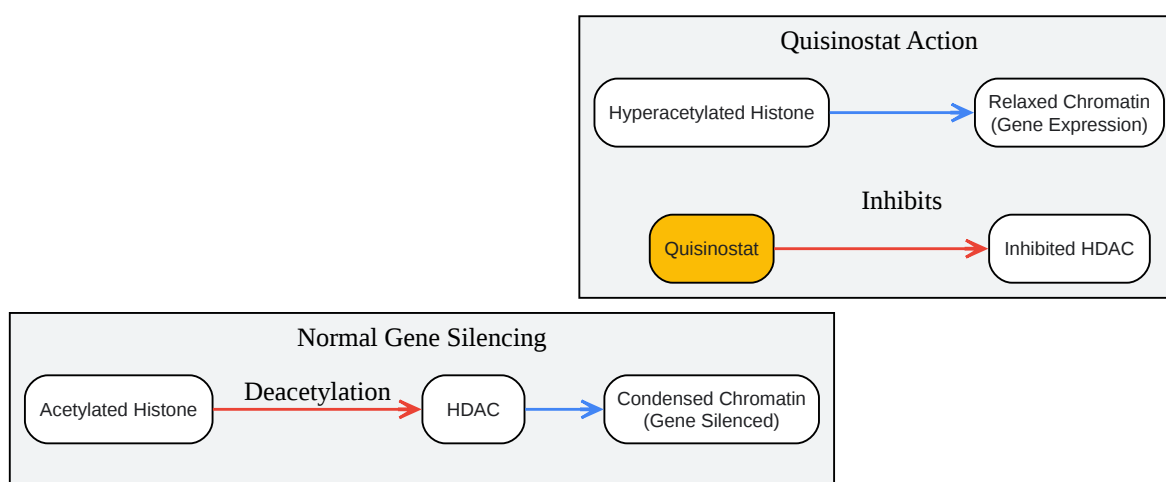 Quisinostat Action
Hyperacetylated Histone
Relaxed Chromatin
(Gene Expression)
Inhibits
Quisinostat
Inhibited HDAC
Normal Gene Silencing
Acetylated Histone
Deacetylation
HDAC
Condensed Chromatin
(Gene Silenced)